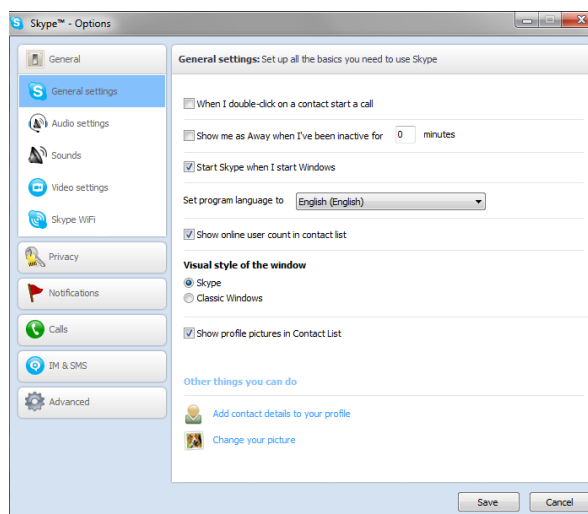 Skype™ - Options
General
General settings
Audio settings
Sounds
Video settings
Skype WiFi
Privacy
Notifications
Calls
IM & SMS
Advanced
General settings: Set up all the basics you need to use Skype
When I double-click on a contact start a call
Show me as Away when I've been inactive for 0 minutes
Start Skype when I start Windows
Set program language to English (English)
Show online user count in contact list
Visual style of the window
Skype
Classic Windows
Show profile pictures in Contact List
Other things you can do
Add contact details to your profile
Change your picture
Save Cancel